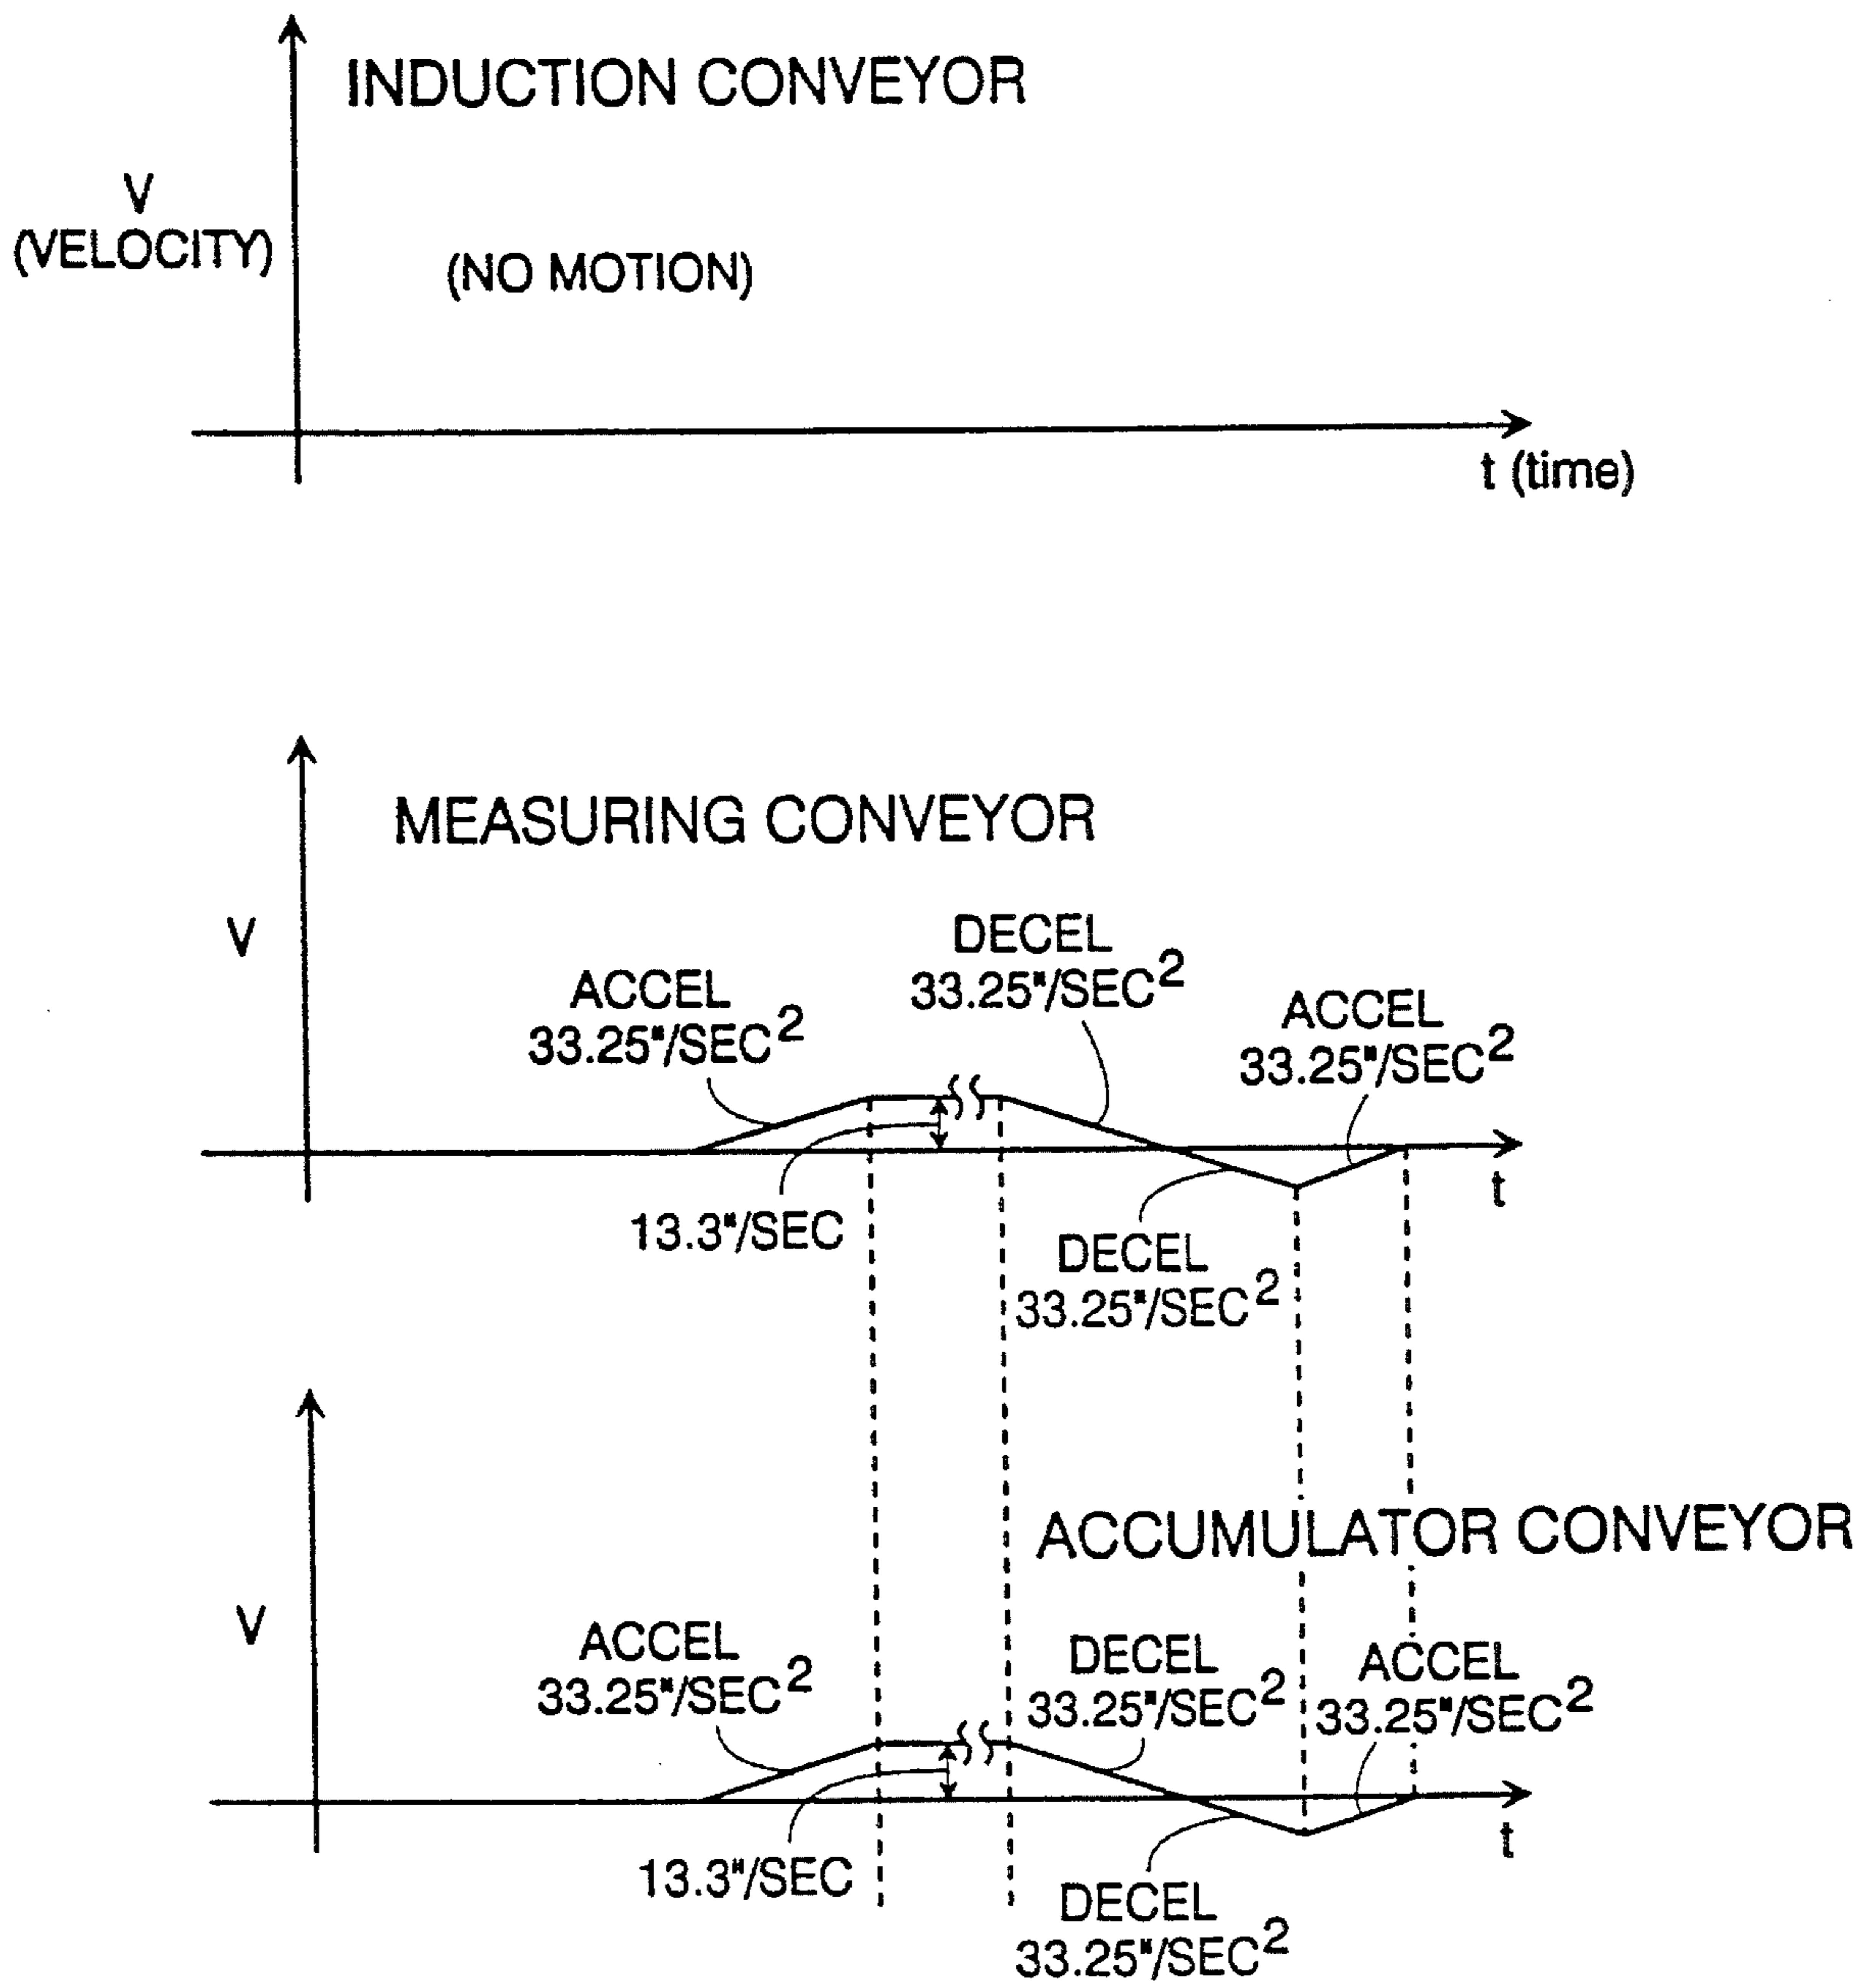 INDUCTION CONVEYOR
V
(VELOCITY)
(NO MOTION)
t (time)
MEASURING CONVEYOR
V
DECEL
33.25"/SEC²
ACCEL
33.25"/SEC²
ACCEL
33.25"/SEC²
t
13.3"/SEC
DECEL
33.25"/SEC²
ACCUMULATOR CONVEYOR
V
ACCEL
33.25"/SEC²
DECEL
33.25"/SEC²
ACCEL
33.25"/SEC²
t
13.3"/SEC
DECEL
33.25"/SEC²